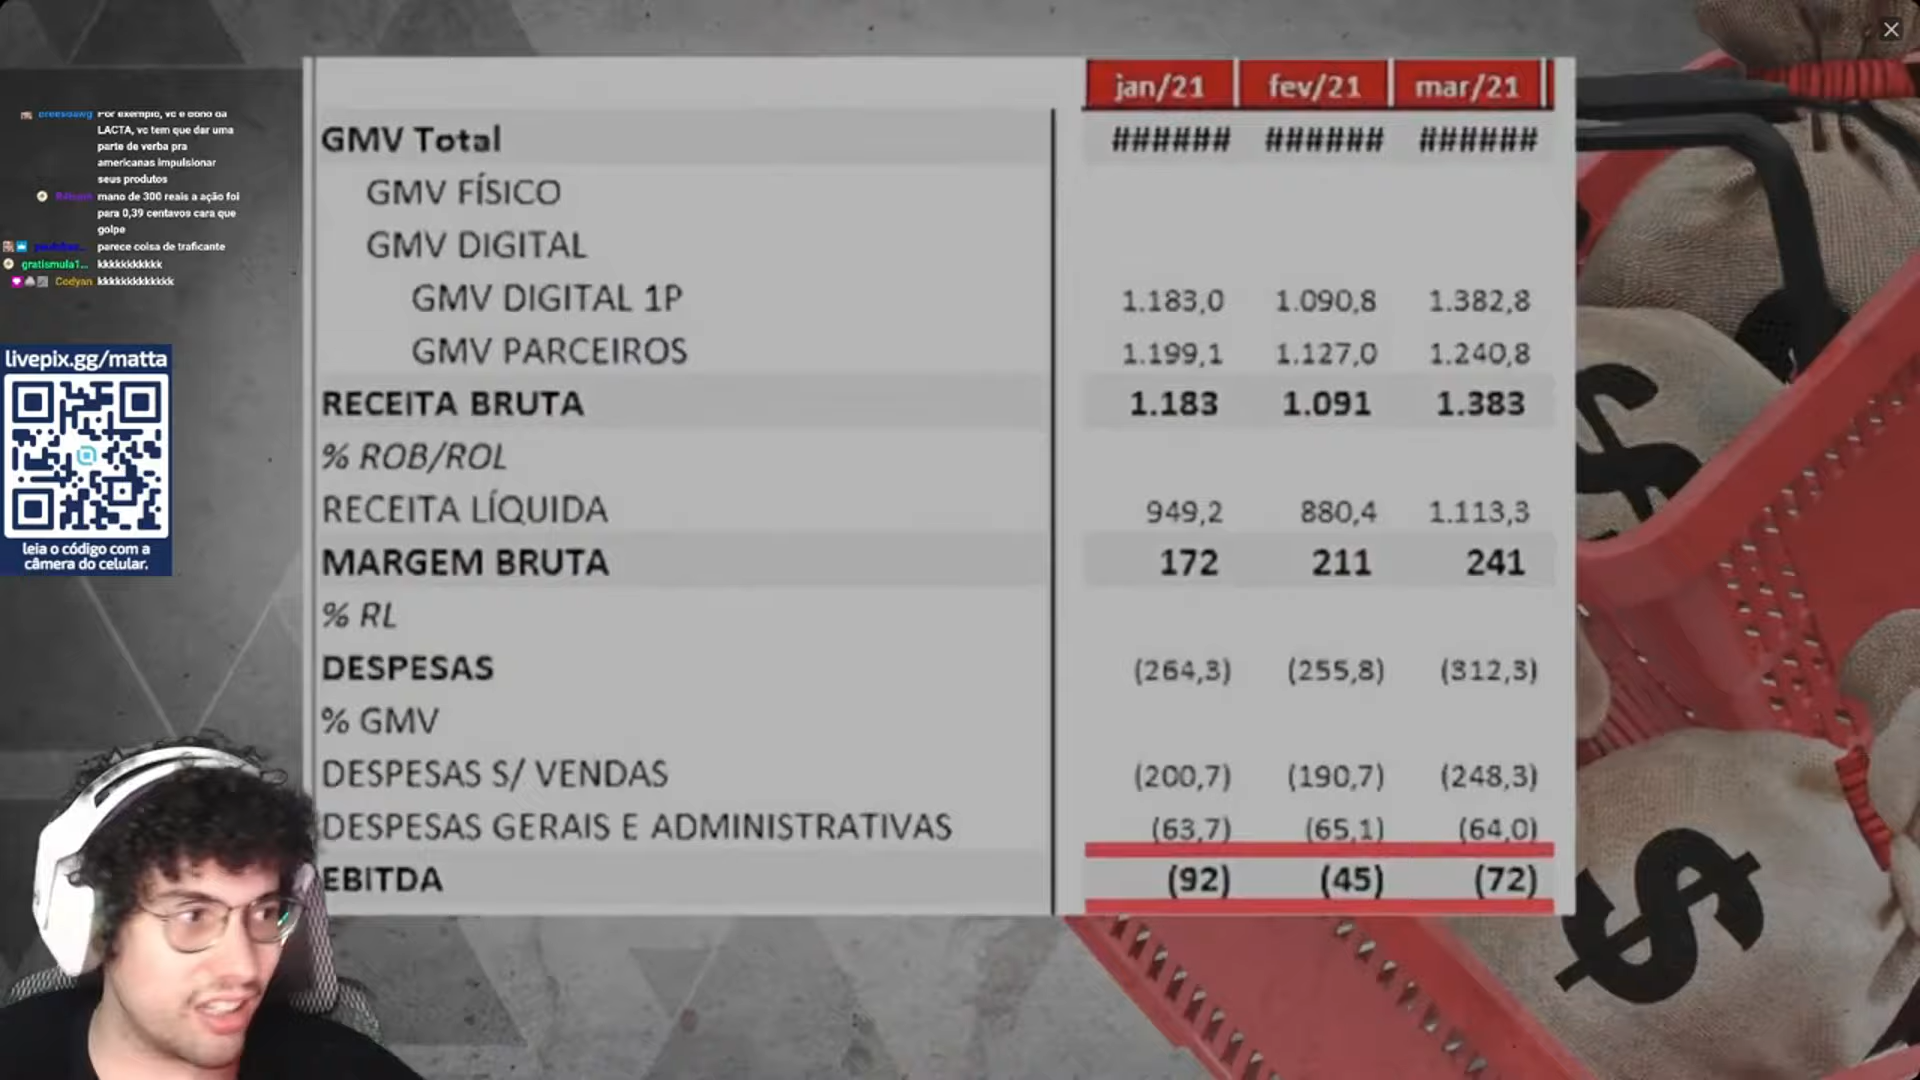 jan/21 fev/21 mar/21
GMV Total ###### ###### ######
GMV FÍSICO
GMV DIGITAL
GMV DIGITAL 1P 1.183,0 1.090,8 1.382,8
GMV PARCEIROS 1.199,1 1.127,0 1.240,8
RECEITA BRUTA 1.183 1.091 1.383
% ROB/ROL
RECEITA LÍQUIDA 949,2 880,4 1.113,3
MARGEM BRUTA 172 211 241
% RL
DESPESAS (264,3) (255,8) (312,3)
% GMV
DESPESAS S/ VENDAS (200,7) (190,7) (248,3)
DESPESAS GERAIS E ADMINISTRATIVAS (63,7) (65,1) (64,0)
EBITDA (92) (45) (72)
Por exemplo, vc é dono da
LACTA, vc tem que dar uma
parte de verba pra
americanas impulsionar
seus produtos
mano de 300 reais a ação foi
para 0,39 centavos cara que
golpe
parece coisa de traficante
gratismula1... kkkkkkkkkkk
Codyan kkkkkkkkkkkkk
livepix.gg/matta
leia o código com a
câmera do celular.
$
$